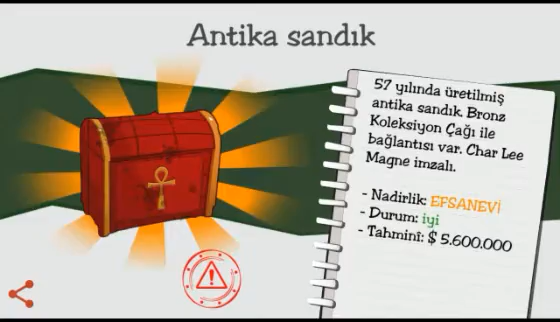 Antika sandık
57 yılında üretilmiş
antika sandık. Bronz
Koleksiyon Çağı ile
bağlantısı var. Char Lee
Magne imzalı.
- Nadirlik: EFSANEVİ
- Durum: iyi
- Tahminî: $ 5.600.000